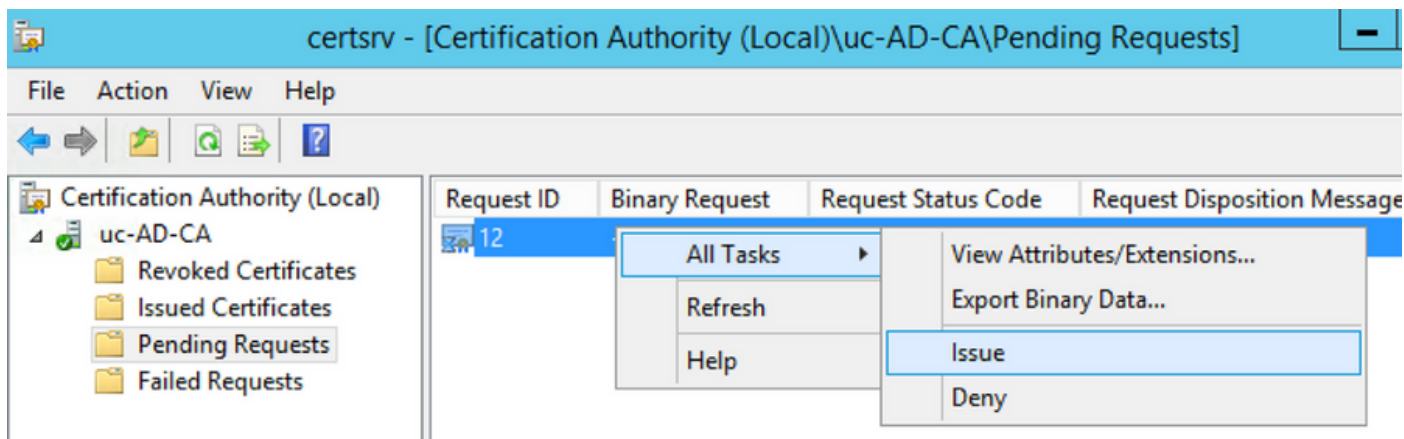 certsrv - [Certification Authority (Local)\uc-AD-CA\Pending Requests]
File Action View Help
Certification Authority (Local)
uc-AD-CA
Revoked Certificates
Issued Certificates
Pending Requests
Failed Requests
Request ID Binary Request Request Status Code Request Disposition Message
12
All Tasks
Refresh
Help
View Attributes/Extensions...
Export Binary Data...
Issue
Deny